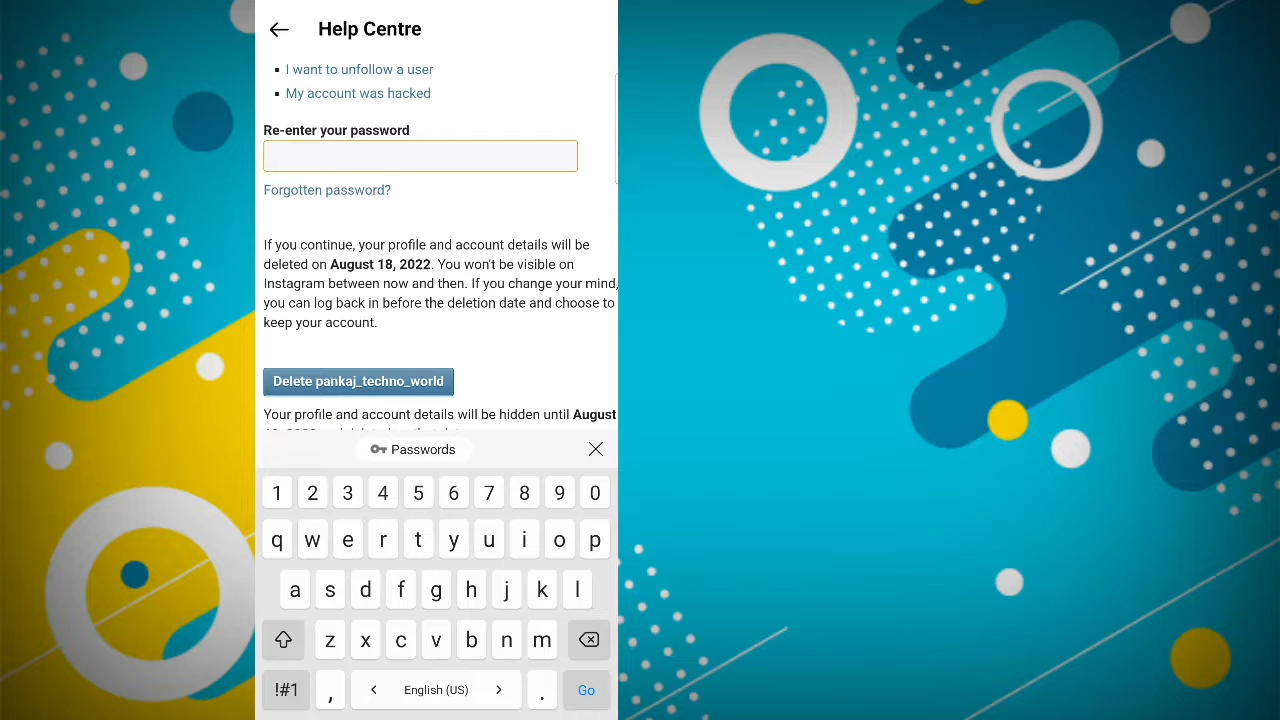 Help Centre
I want to unfollow a user
My account was hacked
Re-enter your password
Forgotten password?
If you continue, your profile and account details will be
deleted on August 18, 2022. You won't be visible on
Instagram between now and then. If you change your mind,
you can log back in before the deletion date and choose to
keep your account.
Delete pankaj_techno_world
Your profile and account details will be hidden until August
Passwords
1 2 3 4 5 6 7 8 9 0
q w e r t y u i o p
a s d f g h j k l
z x c v b n m
!#1 , English (US) . Go